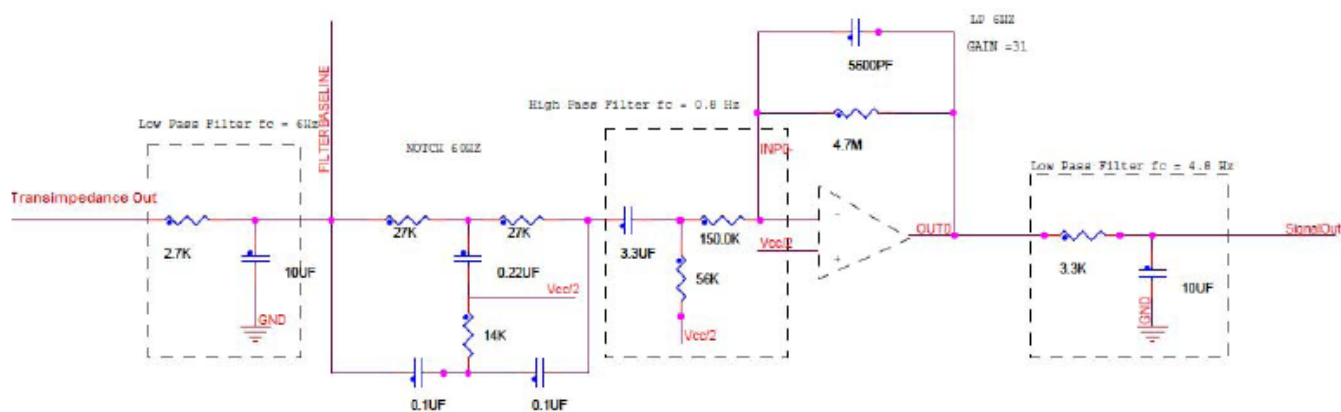 LP 6HZ
GAIN =31
5600PF
FILTERBASELINE
High Pass Filter fc = 0.8 Hz
Low Pass Filter fc = 6Hz
4.7M
NOTCH 60HZ
INP0-
Low Pass Filter fc = 4.8 Hz
Transimpedance Out
27K
27K
150.0K
Vcc/2
OUT0
SignalOut
2.7K
10UF
0.22UF
3.3UF
56K
3.3K
10UF
Vcc/2
GND
14K
Vcc/2
GND
0.1UF
0.1UF